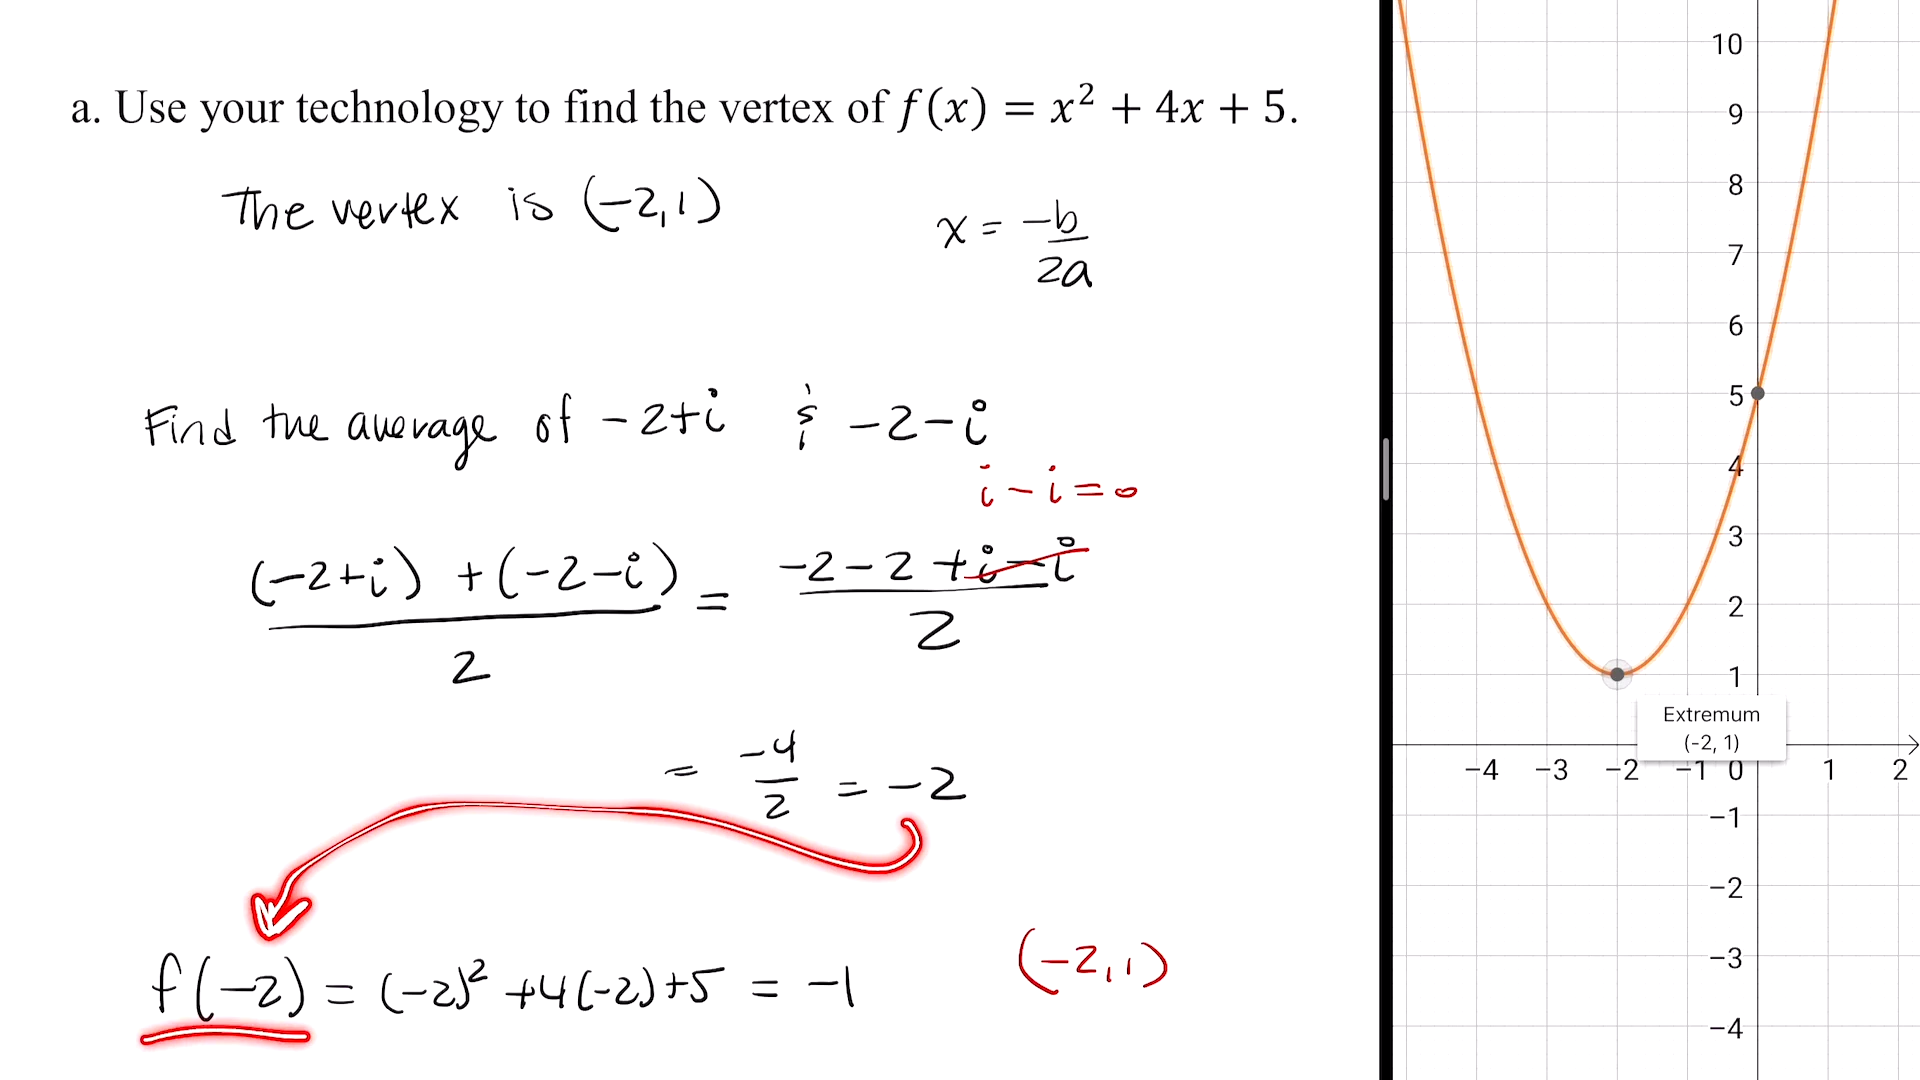 a. Use your technology to find the vertex of f(x) = x² + 4x + 5.
The vertex is (-2,1)
x = -b/2a
Find the average of -2+i & -2-i
i - i = 0
(-2+i) + (-2-i) / 2 = -2-2+i-i / 2
= -4/2 = -2
f(-2) = (-2)² +4(-2)+5 = -1
(-2,1)
10
9
8
7
6
5
4
3
2
1
Extremum
(-2, 1)
-4 -3 -2 -1 0 1 2
-1
-2
-3
-4